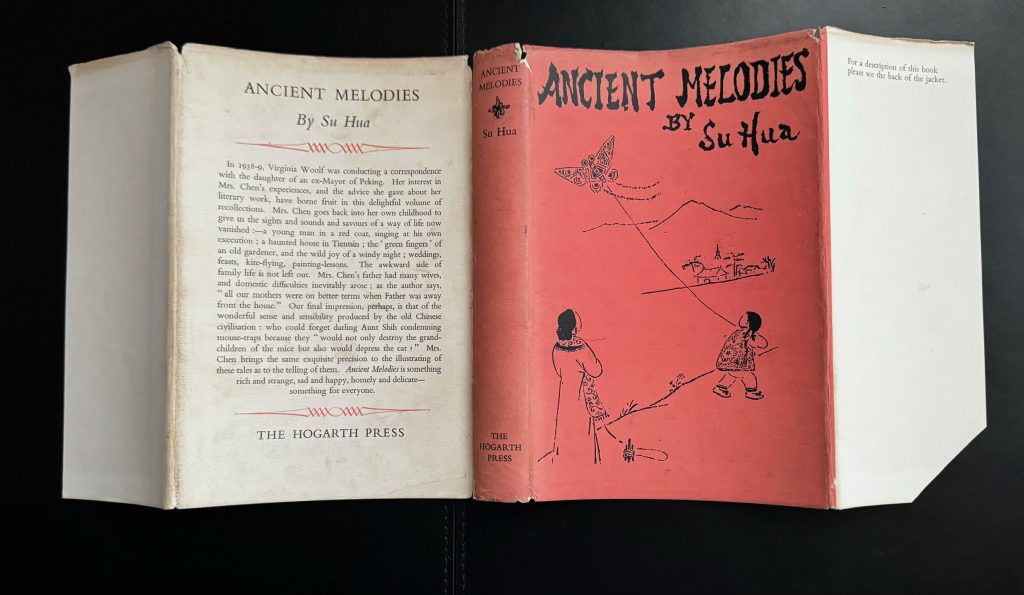 ANCIENT MELODIES
By Su Hua
In 1938-9, Virginia Woolf was conducting a correspondence
with the daughter of an ex-Mayor of Peking. Her interest in
Mrs. Chen's experiences, and the advice she gave about her
literary work, have borne fruit in this delightful volume of
recollections. Mrs. Chen goes back into her own childhood to
give us the sights and sounds and savours of a way of life now
vanished :—a young man in a red coat, singing at his own
execution ; a haunted house in Tientsin ; the ' green fingers ' of
an old gardener, and the wild joy of a windy night ; weddings,
feasts, kite-flying, painting-lessons. The awkward side of
family life is not left out. Mrs. Chen's father had many wives,
and domestic difficulties inevitably arose ; as the author says,
" all our mothers were on better terms when Father was away
from the house." Our final impression, perhaps, is that of the
wonderful sense and sensibility produced by the old Chinese
civilisation : who could forget darling Aunt Shih condemning
mouse-traps because they " would not only destroy the grand-
children of the mice but also would depress the cat ? " Mrs.
Chen brings the same exquisite precision to the illustrating of
these tales as to the telling of them. Ancient Melodies is something
rich and strange, sad and happy, homely and delicate—
something for everyone.
THE HOGARTH PRESS
ANCIENT
MELODIES
Su Hua
THE
HOGARTH
PRESS
ANCIENT MELODIES
BY
Su Hua
For a description of this book
please see the back of the jacket.